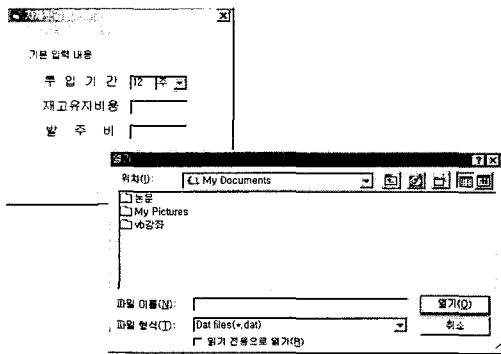 기본 입력 내용
투 입 기 간 12 주
재고유지비용
발 주 비
열기
위치(I): My Documents
논문
My Pictures
vb강좌
파일 이름(N): 열기(O)
파일 형식(T): Dat files(*.dat) 취소
읽기 전용으로 열기(R)